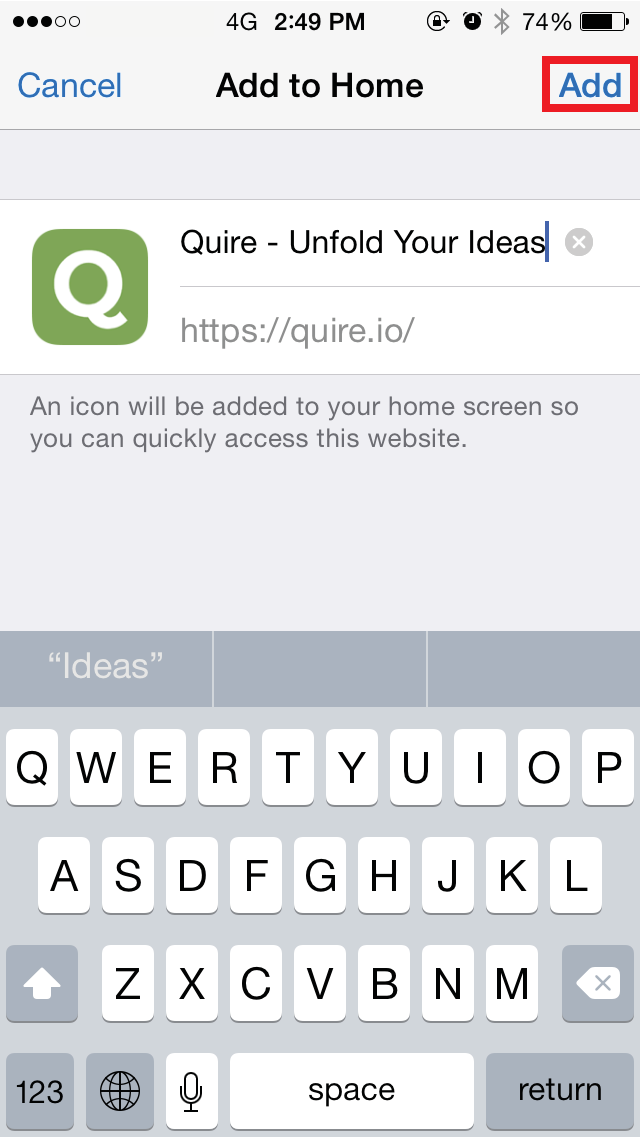 4G 2:49 PM 74%
Cancel Add to Home Add
Quire - Unfold Your Ideas
Q
https://quire.io/
An icon will be added to your home screen so
you can quickly access this website.
“Ideas”
Q W E R T Y U I O P
A S D F G H J K L
Z X C V B N M
123 space return